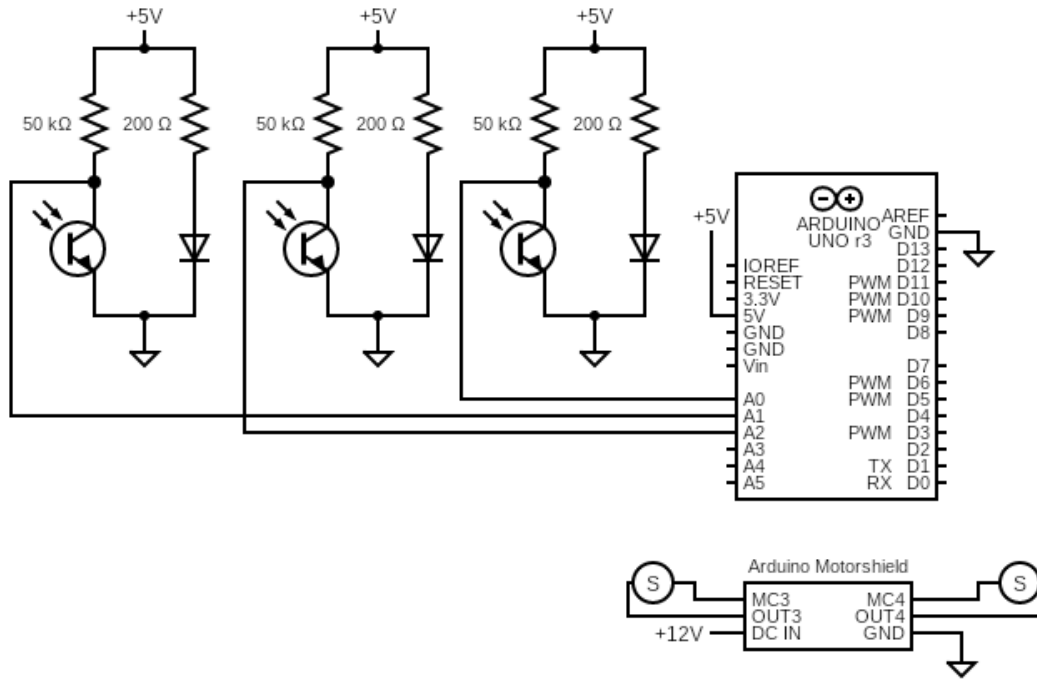 +5V +5V +5V
50 kΩ 200 Ω 50 kΩ 200 Ω 50 kΩ 200 Ω
+5V
ARDUINO
UNO r3
IOREF
RESET
3.3V
5V
GND
GND
Vin
A0
A1
A2
A3
A4
A5
AREF
GND
D13
D12
PWM D11
PWM D10
PWM D9
D8
D7
PWM D6
PWM D5
D4
PWM D3
D2
TX D1
RX D0
Arduino Motorshield
S S
MC3 MC4
OUT3 OUT4
+12V DC IN GND